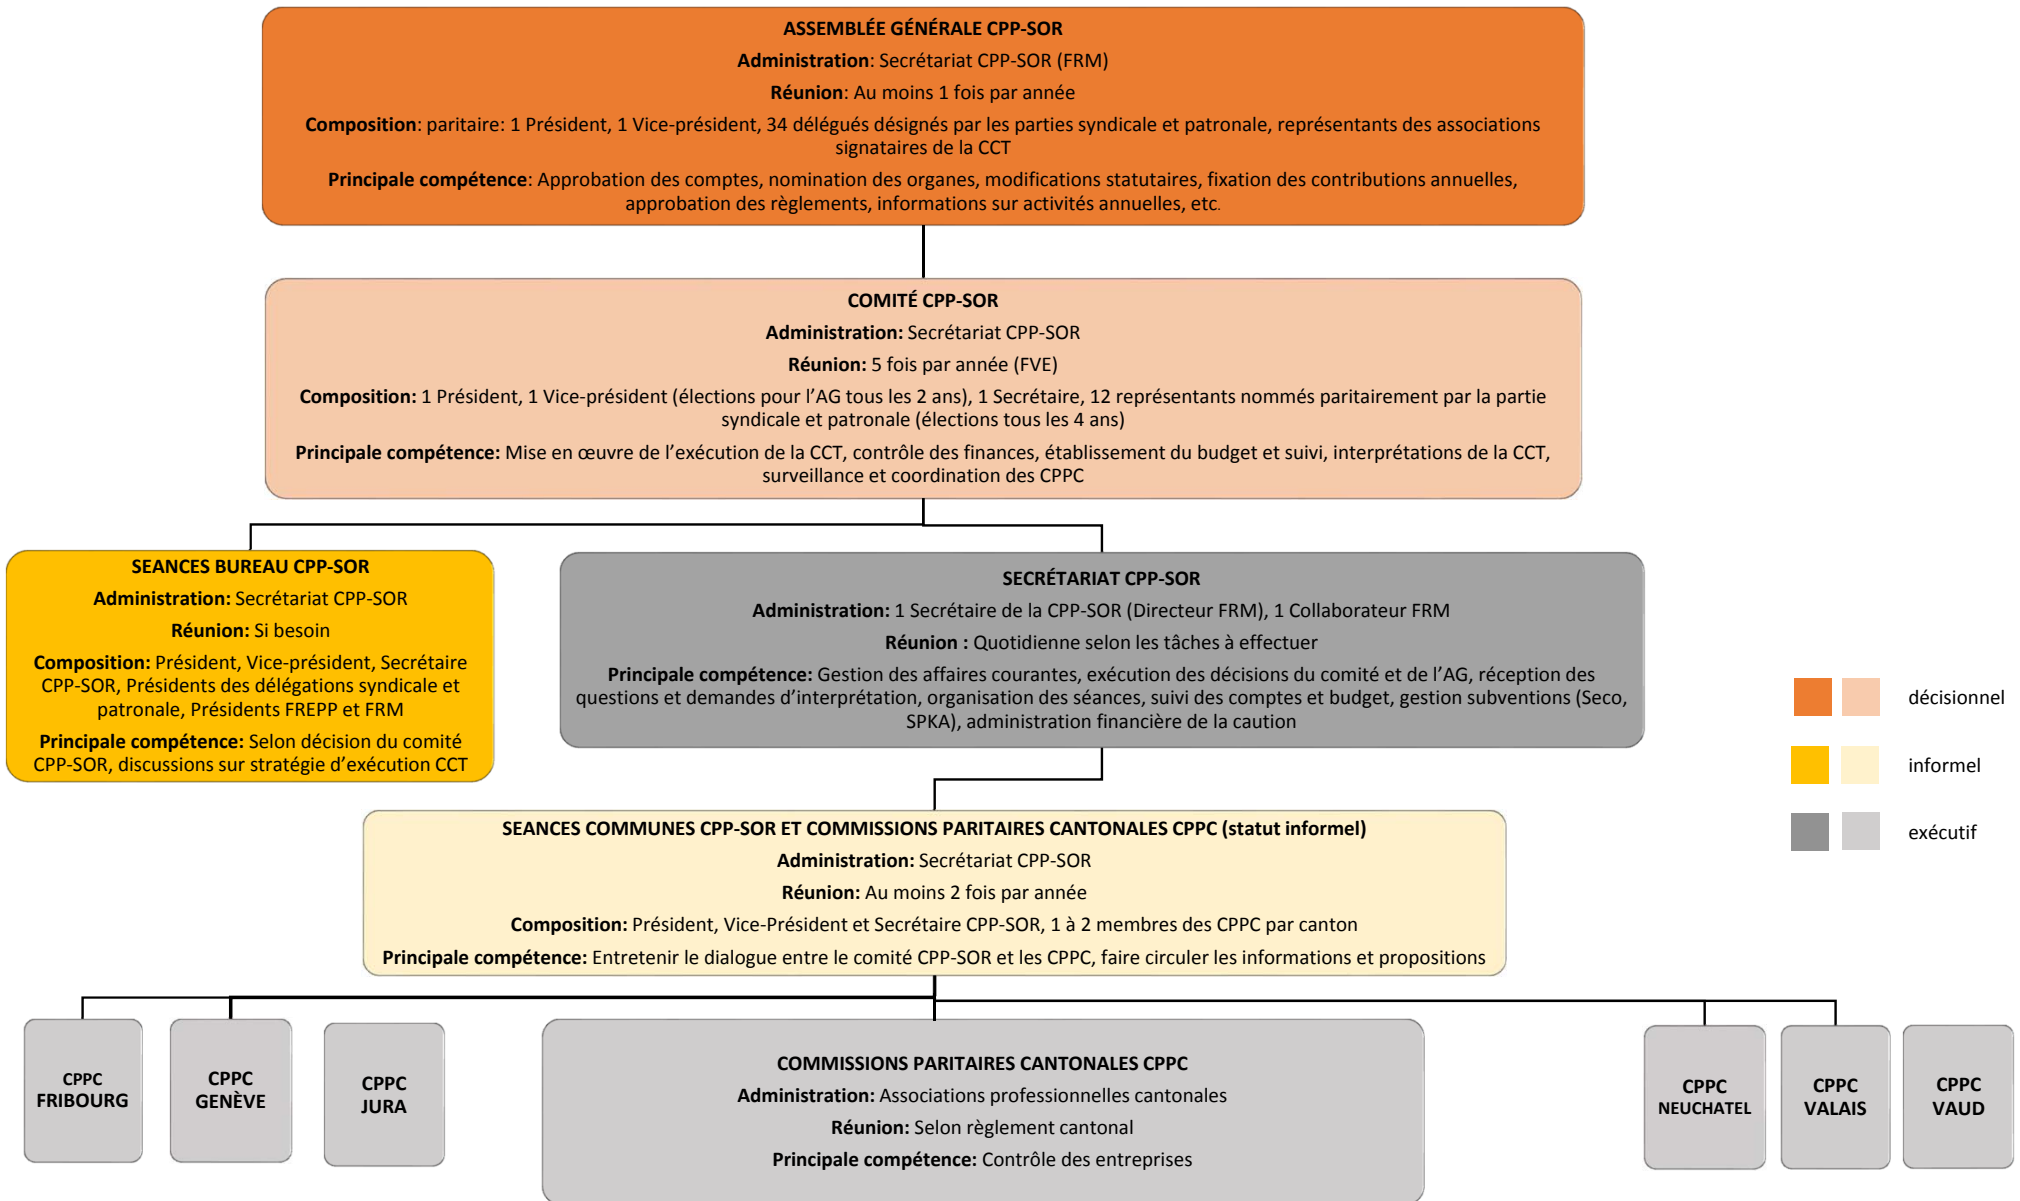 ASSEMBLÉE GÉNÉRALE CPP-SOR
Administration: Secrétariat CPP-SOR (FRM)
Réunion: Au moins 1 fois par année
Composition: paritaire: 1 Président, 1 Vice-président, 34 délégués désignés par les parties syndicale et patronale, représentants des associations
signataires de la CCT
Principale compétence: Approbation des comptes, nomination des organes, modifications statutaires, fixation des contributions annuelles,
approbation des règlements, informations sur activités annuelles, etc.
COMITÉ CPP-SOR
Administration: Secrétariat CPP-SOR
Réunion: 5 fois par année (FVE)
Composition: 1 Président, 1 Vice-président (élections pour l'AG tous les 2 ans), 1 Secrétaire, 12 représentants nommés paritairement par la partie
syndicale et patronale (élections tous les 4 ans)
Principale compétence: Mise en œuvre de l'exécution de la CCT, contrôle des finances, établissement du budget et suivi, interprétations de la CCT,
surveillance et coordination des CPPC
SEANCES BUREAU CPP-SOR
Administration: Secrétariat CPP-SOR
Réunion: Si besoin
Composition: Président, Vice-président, Secrétaire
CPP-SOR, Présidents des délégations syndicale et
patronale, Présidents FREPP et FRM
Principale compétence: Selon décision du comité
CPP-SOR, discussions sur stratégie d'exécution CCT
SECRÉTARIAT CPP-SOR
Administration: 1 Secrétaire de la CPP-SOR (Directeur FRM), 1 Collaborateur FRM
Réunion : Quotidienne selon les tâches à effectuer
Principale compétence: Gestion des affaires courantes, exécution des décisions du comité et de l'AG, réception des
questions et demandes d'interprétation, organisation des séances, suivi des comptes et budget, gestion subventions (Seco,
SPKA), administration financière de la caution
décisionnel
informel
exécutif
SEANCES COMMUNES CPP-SOR ET COMMISSIONS PARITAIRES CANTONALES CPPC (statut informel)
Administration: Secrétariat CPP-SOR
Réunion: Au moins 2 fois par année
Composition: Président, Vice-Président et Secrétaire CPP-SOR, 1 à 2 membres des CPPC par canton
Principale compétence: Entretenir le dialogue entre le comité CPP-SOR et les CPPC, faire circuler les informations et propositions
CPPC
FRIBOURG
CPPC
GENÈVE
CPPC
JURA
COMMISSIONS PARITAIRES CANTONALES CPPC
Administration: Associations professionnelles cantonales
Réunion: Selon règlement cantonal
Principale compétence: Contrôle des entreprises
CPPC
NEUCHATEL
CPPC
VALAIS
CPPC
VAUD